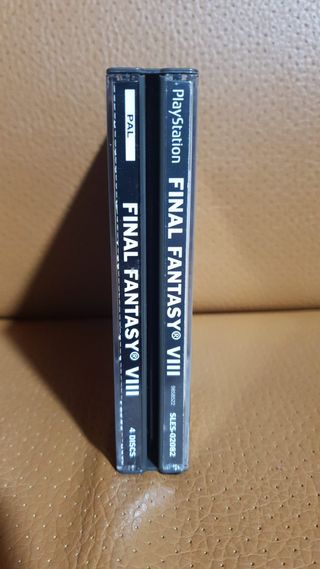 PAL
FINAL FANTASY® VIII
4 DISCS
PlayStation
FINAL FANTASY® VIII
SLES-02082